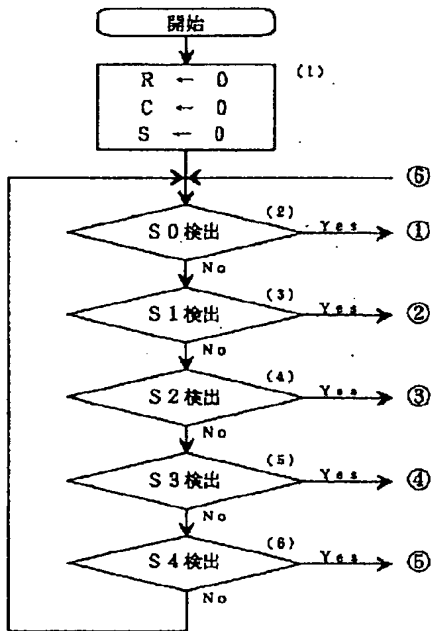 開始
(1)
R ← 0
C ← 0
S ← 0
⑥
(2)
S0検出 Yes ①
No
(3)
S1検出 Yes ②
No
(4)
S2検出 Yes ③
No
(5)
S3検出 Yes ④
No
(6)
S4検出 Yes ⑤
No